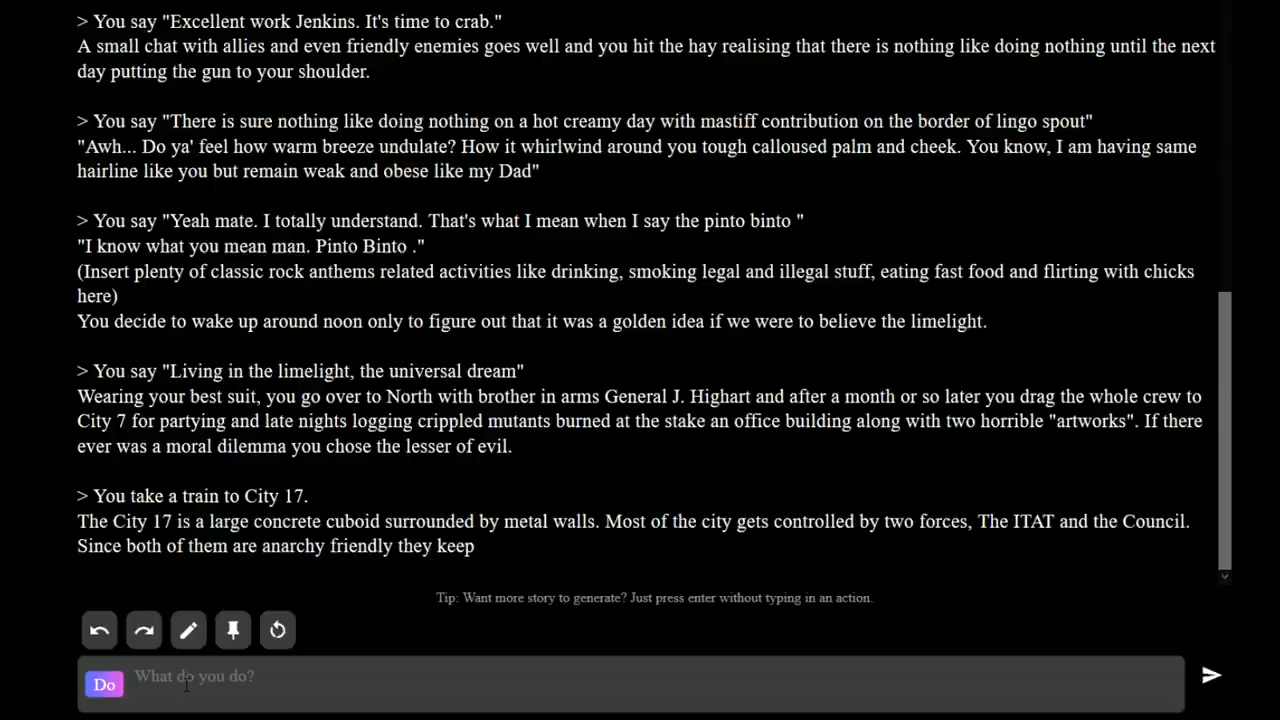 > You say "Excellent work Jenkins. It's time to crab."
A small chat with allies and even friendly enemies goes well and you hit the hay realising that there is nothing like doing nothing until the next
day putting the gun to your shoulder.
> You say "There is sure nothing like doing nothing on a hot creamy day with mastiff contribution on the border of lingo spout"
"Awh... Do ya' feel how warm breeze undulate? How it whirlwind around you tough calloused palm and cheek. You know, I am having same
hairline like you but remain weak and obese like my Dad"
> You say "Yeah mate. I totally understand. That's what I mean when I say the pinto binto "
"I know what you mean man. Pinto Binto ."
(Insert plenty of classic rock anthems related activities like drinking, smoking legal and illegal stuff, eating fast food and flirting with chicks
here)
You decide to wake up around noon only to figure out that it was a golden idea if we were to believe the limelight.
> You say "Living in the limelight, the universal dream"
Wearing your best suit, you go over to North with brother in arms General J. Highart and after a month or so later you drag the whole crew to
City 7 for partying and late nights logging crippled mutants burned at the stake an office building along with two horrible "artworks". If there
ever was a moral dilemma you chose the lesser of evil.
> You take a train to City 17.
The City 17 is a large concrete cuboid surrounded by metal walls. Most of the city gets controlled by two forces, The ITAT and the Council.
Since both of them are anarchy friendly they keep
Tip: Want more story to generate? Just press enter without typing in an action.
Do What do you do?